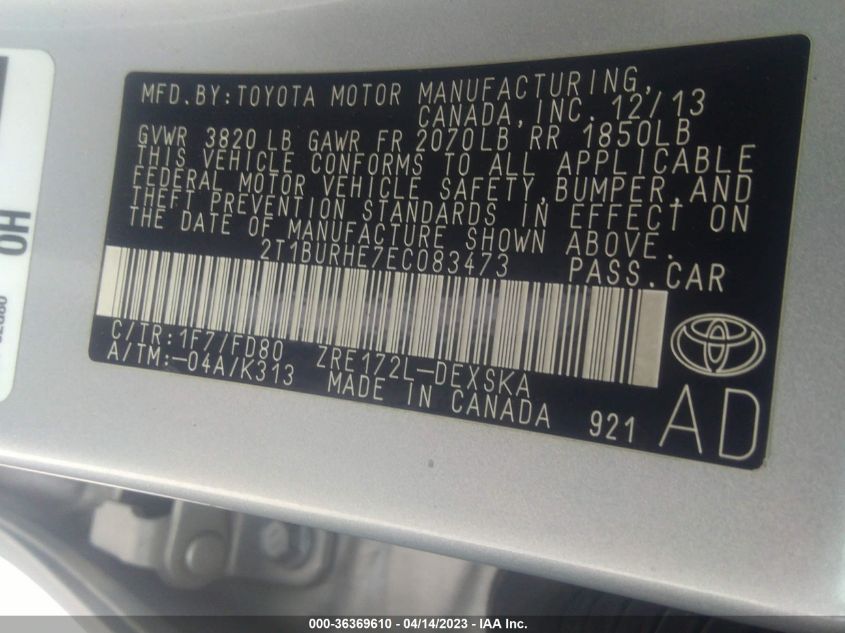 MFD.BY:TOYOTA MOTOR MANUFACTURING,
CANADA,INC. 12/13
GVWR 3820 LB GAWR FR 2070LB RR 1850LB
THIS VEHICLE CONFORMS TO ALL APPLICABLE
FEDERAL MOTOR VEHICLE SAFETY,BUMPER,AND
THEFT PREVENTION STANDARDS IN EFFECT ON
THE DATE OF MANUFACTURE SHOWN ABOVE.
2T1BURHE7EC083473 PASS.CAR
C/TR:1F7/FD80 ZRE172L-DEXSKA
A/TM:-04A/K313 MADE IN CANADA
921 AD
HO
000-36369610 - 04/14/2023 - IAA Inc.